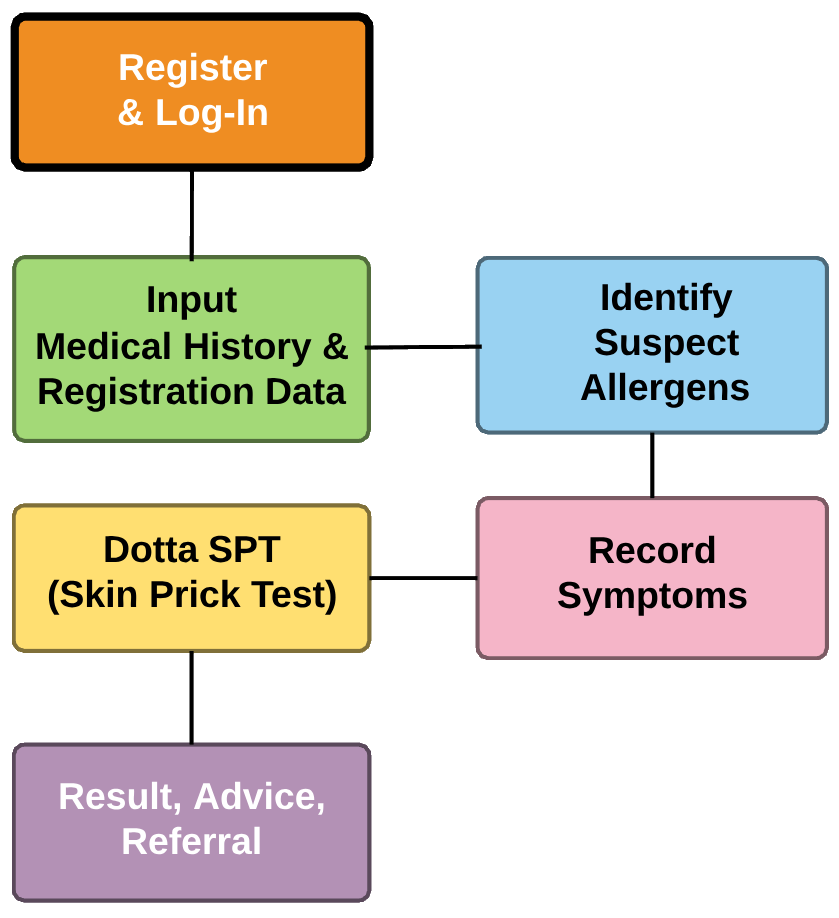 Register
& Log-In
Input
Medical History &
Registration Data
Identify
Suspect
Allergens
Record
Symptoms
Dotta SPT
(Skin Prick Test)
Result, Advice,
Referral